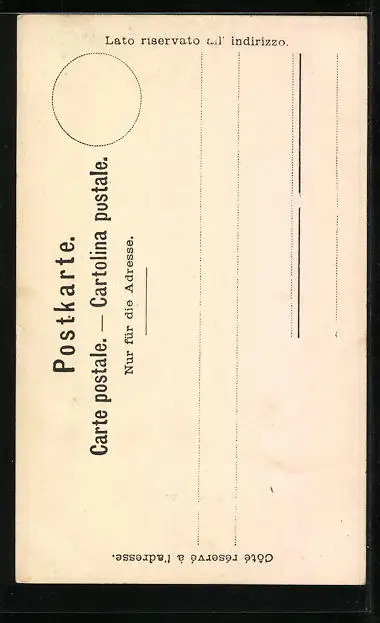 Postkarte.
Carte postale. — Cartolina postale.
Nur für die Adresse.
Lato riservato all' indirizzo.
Côté réservé à l'adresse.